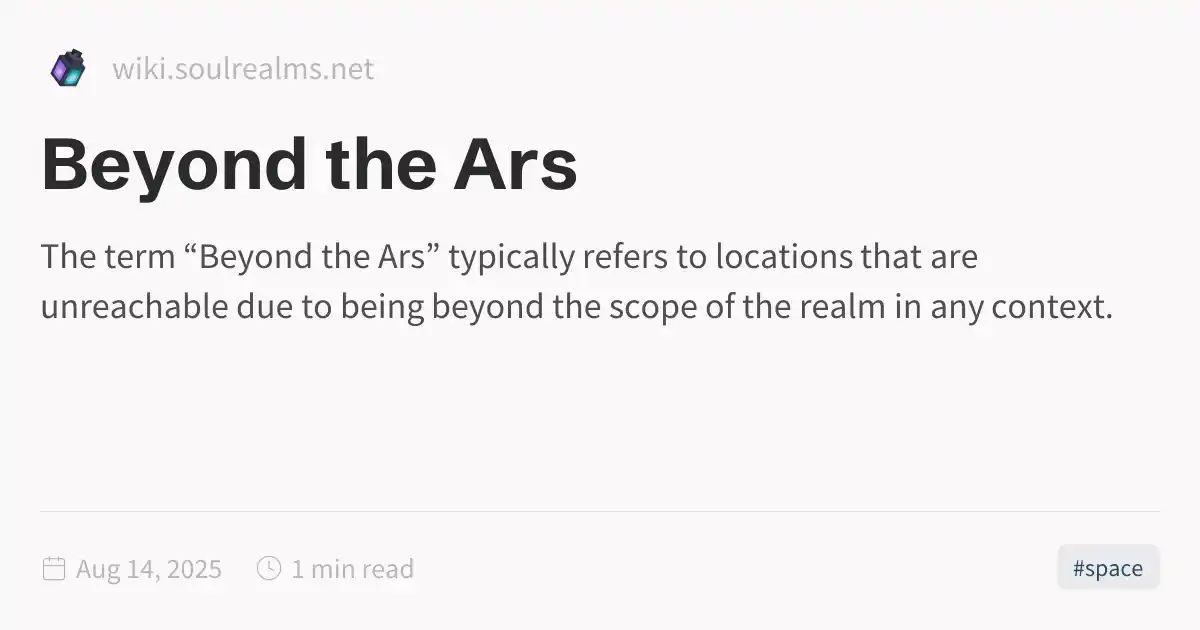 wiki.soulrealms.net
Beyond the Ars
The term “Beyond the Ars” typically refers to locations that are
unreachable due to being beyond the scope of the realm in any context.
Aug 14, 2025 1 min read #space